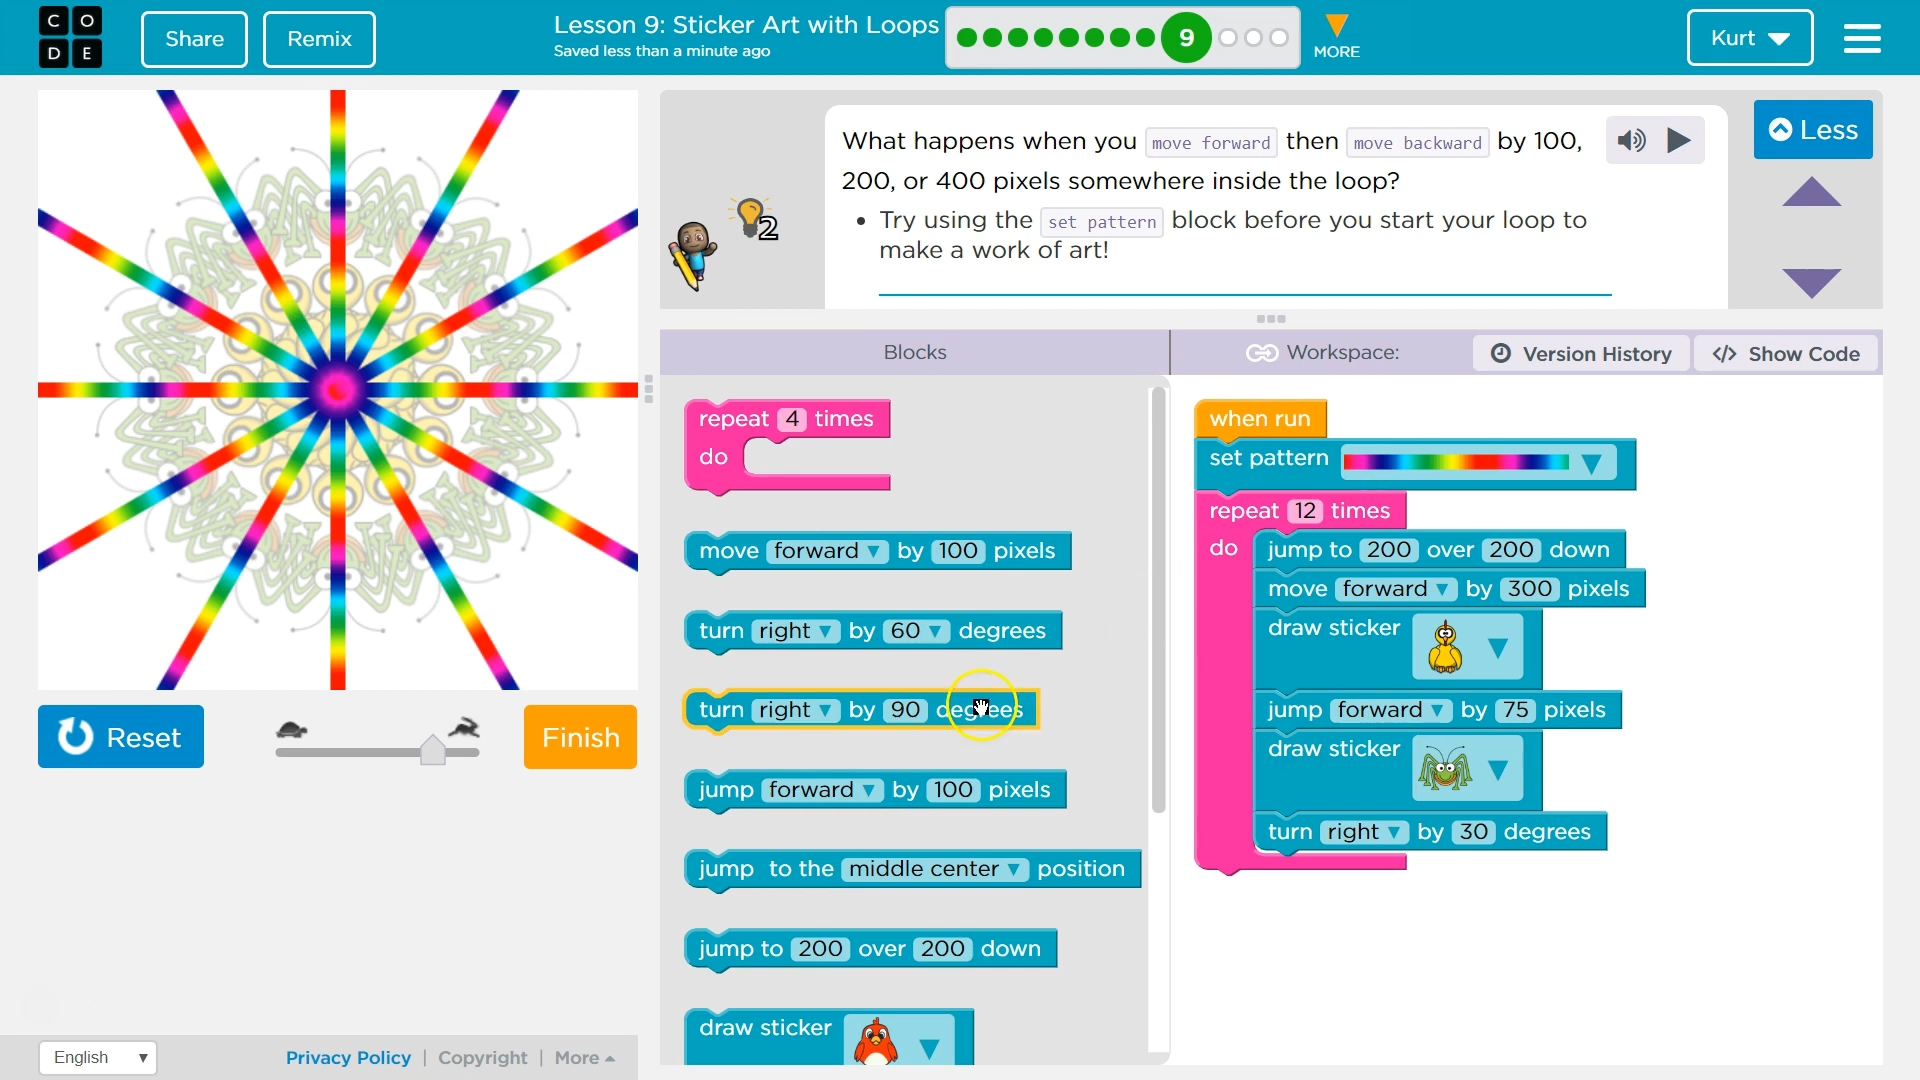 C O
D E
Share
Remix
Lesson 9: Sticker Art with Loops
Saved less than a minute ago
9
MORE
Kurt
What happens when you move forward then move backward by 100,
200, or 400 pixels somewhere inside the loop?
• Try using the set pattern block before you start your loop to
make a work of art!
2
Less
Blocks
Workspace:
Version History
</> Show Code
repeat 4 times
do
move forward by 100 pixels
turn right by 60 degrees
turn right by 90 degrees
jump forward by 100 pixels
jump to the middle center position
jump to 200 over 200 down
draw sticker
when run
set pattern
repeat 12 times
do
jump to 200 over 200 down
move forward by 300 pixels
draw sticker
jump forward by 75 pixels
draw sticker
turn right by 30 degrees
Reset
Finish
English
Privacy Policy | Copyright | More